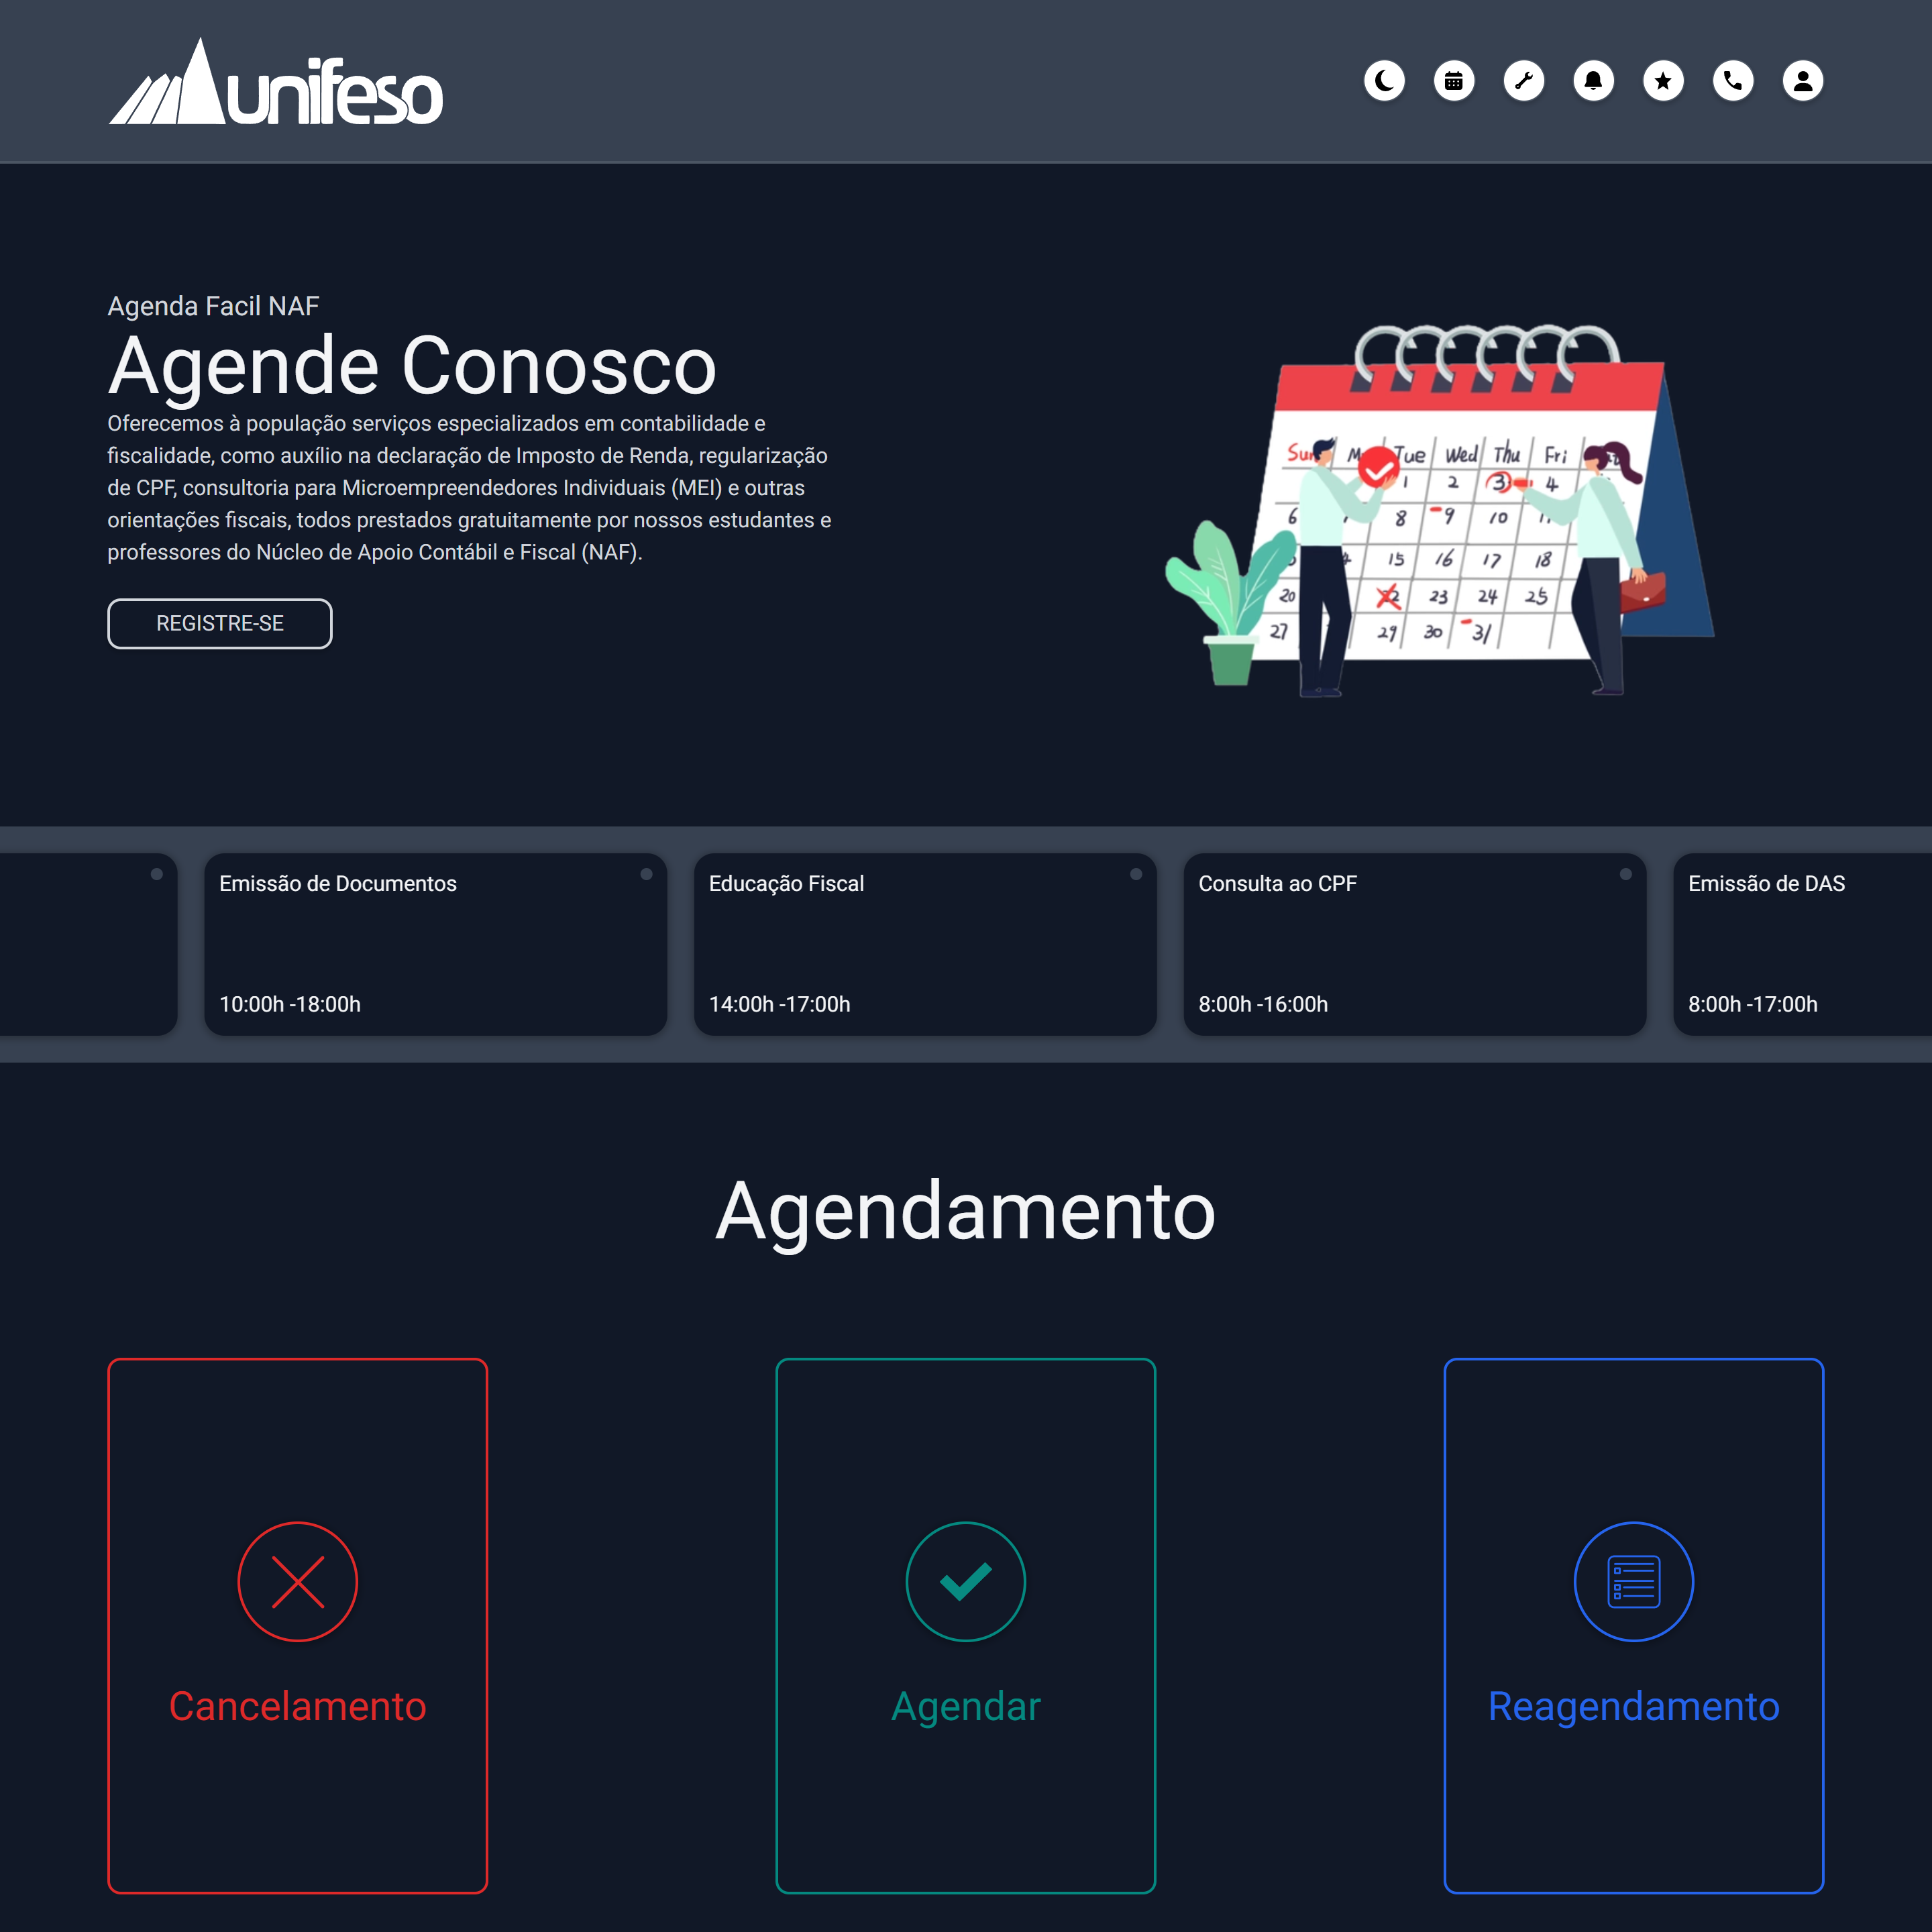 unifeso
Agenda Facil NAF
Agende Conosco
Oferecemos à população serviços especializados em contabilidade e
fiscalidade, como auxílio na declaração de Imposto de Renda, regularização
de CPF, consultoria para Microempreendedores Individuais (MEI) e outras
orientações fiscais, todos prestados gratuitamente por nossos estudantes e
professores do Núcleo de Apoio Contábil e Fiscal (NAF).
REGISTRE-SE
Tue Wed Thu Fri
1 2 3 4
6 8 9 10
15 16 17 18
20 23 24 25
27 29 30 31
Emissão de Documentos
10:00h -18:00h
Educação Fiscal
14:00h -17:00h
Consulta ao CPF
8:00h -16:00h
Emissão de DAS
8:00h -17:00h
Agendamento
Cancelamento
Agendar
Reagendamento